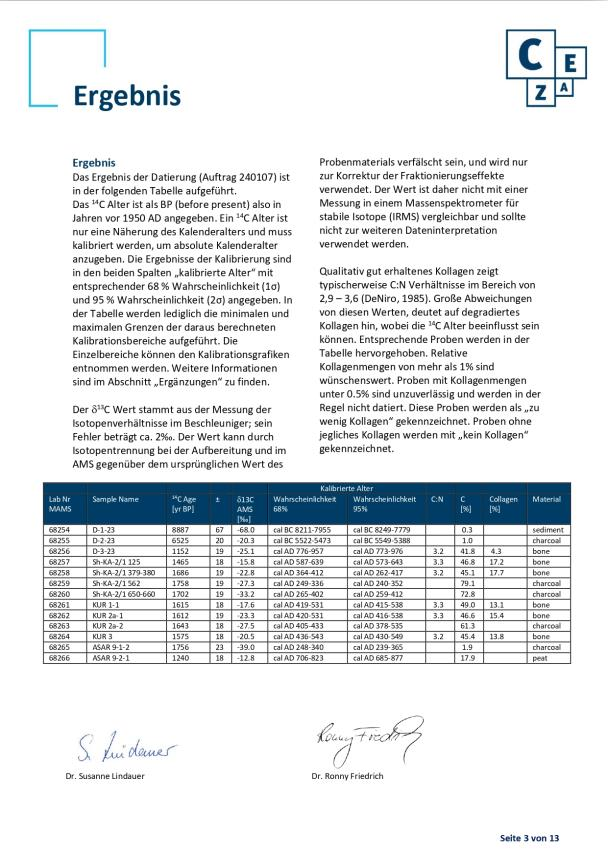 C
E
Z
A
Ergebnis
Ergebnis
Das Ergebnis der Datierung (Auftrag 240107) ist
in der folgenden Tabelle aufgeführt.
Das ¹⁴C Alter ist als BP (before present) also in
Jahren vor 1950 AD angegeben. Ein ¹⁴C Alter ist
nur eine Näherung des Kalenderalters und muss
kalibriert werden, um absolute Kalenderalter
anzugeben. Die Ergebnisse der Kalibrierung sind
in den beiden Spalten „kalibrierte Alter“ mit
entsprechender 68 % Wahrscheinlichkeit (1σ)
und 95 % Wahrscheinlichkeit (2σ) angegeben. In
der Tabelle werden lediglich die minimalen und
maximalen Grenzen der daraus berechneten
Kalibrationsbereiche aufgeführt. Die
Einzelbereiche können den Kalibrationsgrafiken
entnommen werden. Weitere Informationen
sind im Abschnitt „Ergänzungen“ zu finden.
Der δ¹³C Wert stammt aus der Messung der
Isotopenverhältnisse im Beschleuniger; sein
Fehler beträgt ca. 2‰. Der Wert kann durch
Isotopentrennung bei der Aufbereitung und im
AMS gegenüber dem ursprünglichen Wert des
Probenmaterials verfälscht sein, und wird nur
zur Korrektur der Fraktionierungseffekte
verwendet. Der Wert ist daher nicht mit einer
Messung in einem Massenspektrometer für
stabile Isotope (IRMS) vergleichbar und sollte
nicht zur weiteren Dateninterpretation
verwendet werden.
Qualitativ gut erhaltenes Kollagen zeigt
typischerweise C:N Verhältnisse im Bereich von
2,9 – 3,6 (DeNiro, 1985). Große Abweichungen
von diesen Werten, deutet auf degradiertes
Kollagen hin, wobei die ¹⁴C Alter beeinflusst sein
können. Entsprechende Proben werden in der
Tabelle hervorgehoben. Relative
Kollagenmengen von mehr als 1% sind
wünschenswert. Proben mit Kollagenmengen
unter 0.5% sind unzuverlässig und werden in der
Regel nicht datiert. Diese Proben werden als „zu
wenig Kollagen“ gekennzeichnet. Proben ohne
jegliches Kollagen werden mit „kein Kollagen“
gekennzeichnet.
Kalibrierte Alter
Lab Nr Sample Name ¹⁴C Age ± δ13C Wahrscheinlichkeit Wahrscheinlichkeit C:N C Collagen Material
MAMS [yr BP] AMS 68% 95% [%] [%]
[‰]
68254 D-1-23 8887 67 -68.0 cal BC 8211-7955 cal BC 8249-7779 0.3 sediment
68255 D-2-23 6525 20 -20.3 cal BC 5522-5473 cal BC 5549-5388 1.0 charcoal
68256 D-3-23 1152 19 -25.1 cal AD 776-957 cal AD 773-976 3.2 41.8 4.3 bone
68257 Sh-KA-2/1 125 1465 18 -15.8 cal AD 587-639 cal AD 573-643 3.3 46.8 17.2 bone
68258 Sh-KA-2/1 379-380 1686 19 -22.8 cal AD 364-412 cal AD 262-417 3.2 45.1 17.7 bone
68259 Sh-KA-2/1 562 1758 19 -27.3 cal AD 249-336 cal AD 240-352 79.1 charcoal
68260 Sh-KA-2/1 650-660 1702 19 -33.2 cal AD 265-402 cal AD 259-412 72.8 charcoal
68261 KUR 1-1 1615 18 -17.6 cal AD 419-531 cal AD 415-538 3.3 49.0 13.1 bone
68262 KUR 2a-1 1612 19 -23.3 cal AD 420-531 cal AD 416-538 3.3 46.6 15.4 bone
68263 KUR 2a-2 1643 18 -27.5 cal AD 405-433 cal AD 378-535 61.3 charcoal
68264 KUR 3 1575 18 -20.5 cal AD 436-543 cal AD 430-549 3.2 45.4 13.8 bone
68265 ASAR 9-1-2 1756 23 -39.0 cal AD 248-340 cal AD 239-365 1.9 charcoal
68266 ASAR 9-2-1 1240 18 -12.8 cal AD 706-823 cal AD 685-877 17.9 peat
S. Lindauer
Ronny Friedrich
Dr. Susanne Lindauer
Dr. Ronny Friedrich
Seite 3 von 13